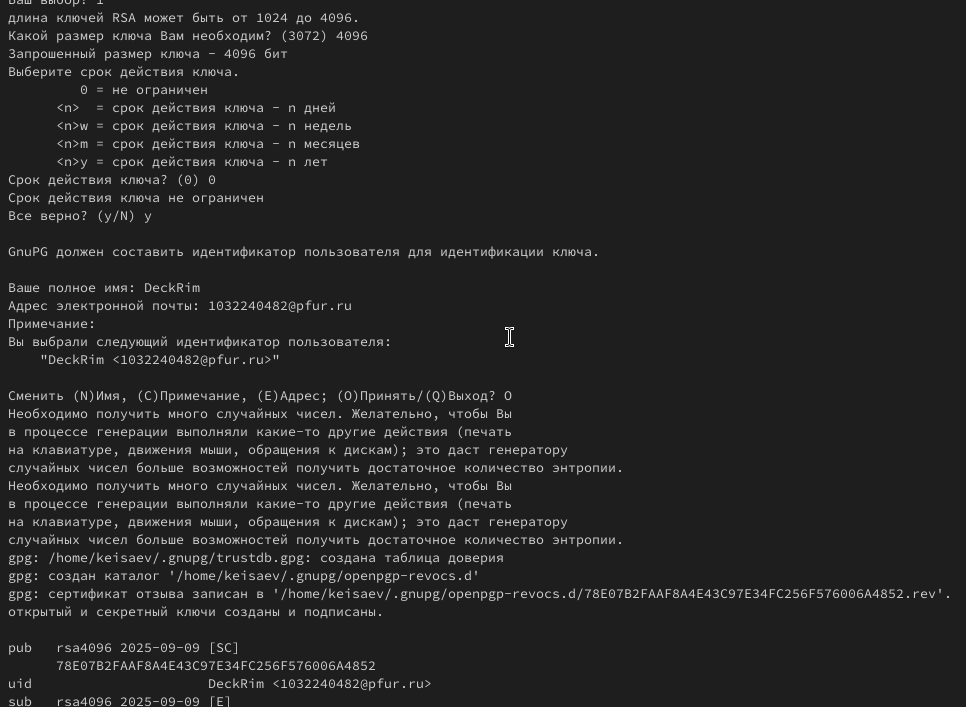 Ваш выбор? 1
длина ключей RSA может быть от 1024 до 4096.
Какой размер ключа Вам необходим? (3072) 4096
Запрошенный размер ключа - 4096 бит
Выберите срок действия ключа.
         0 = не ограничен
      <n>  = срок действия ключа - n дней
      <n>w = срок действия ключа - n недель
      <n>m = срок действия ключа - n месяцев
      <n>y = срок действия ключа - n лет
Срок действия ключа? (0) 0
Срок действия ключа не ограничен
Все верно? (y/N) y
GnuPG должен составить идентификатор пользователя для идентификации ключа.
Ваше полное имя: DeckRim
Адрес электронной почты: 1032240482@pfur.ru
Примечание:
Вы выбрали следующий идентификатор пользователя:
    "DeckRim <1032240482@pfur.ru>"
Сменить (N)Имя, (C)Примечание, (E)Адрес; (O)Принять/(Q)Выход? O
Необходимо получить много случайных чисел. Желательно, чтобы Вы
в процессе генерации выполняли какие-то другие действия (печать
на клавиатуре, движения мыши, обращения к дискам); это даст генератору
случайных чисел больше возможностей получить достаточное количество энтропии.
Необходимо получить много случайных чисел. Желательно, чтобы Вы
в процессе генерации выполняли какие-то другие действия (печать
на клавиатуре, движения мыши, обращения к дискам); это даст генератору
случайных чисел больше возможностей получить достаточное количество энтропии.
gpg: /home/keisaev/.gnupg/trustdb.gpg: создана таблица доверия
gpg: создан каталог '/home/keisaev/.gnupg/openpgp-revocs.d'
gpg: сертификат отзыва записан в '/home/keisaev/.gnupg/openpgp-revocs.d/78E07B2FAAF8A4E43C97E34FC256F576006A4852.rev'.
открытый и секретный ключи созданы и подписаны.
pub   rsa4096 2025-09-09 [SC]
      78E07B2FAAF8A4E43C97E34FC256F576006A4852
uid                      DeckRim <1032240482@pfur.ru>
sub   rsa4096 2025-09-09 [E]